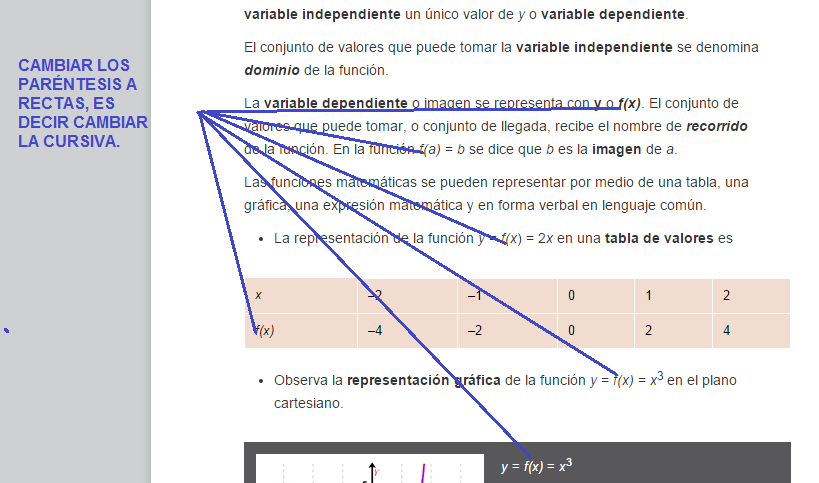 variable independiente un único valor de y o variable dependiente.
El conjunto de valores que puede tomar la variable independiente se denomina
dominio de la función.
CAMBIAR LOS
PARÉNTESIS A
RECTAS, ES
DECIR CAMBIAR
LA CURSIVA.
La variable dependiente o imagen se representa con y o f(x). El conjunto de
valores que puede tomar, o conjunto de llegada, recibe el nombre de recorrido
de la función. En la función f(a) = b se dice que b es la imagen de a.
Las funciones matemáticas se pueden representar por medio de una tabla, una
gráfica, una expresión matemática y en forma verbal en lenguaje común.
• La representación de la función y = f(x) = 2x en una tabla de valores es
x –2 –1 0 1 2
f(x) –4 –2 0 2 4
• Observa la representación gráfica de la función y = f(x) = x³ en el plano
cartesiano.
y = f(x) = x³
Y